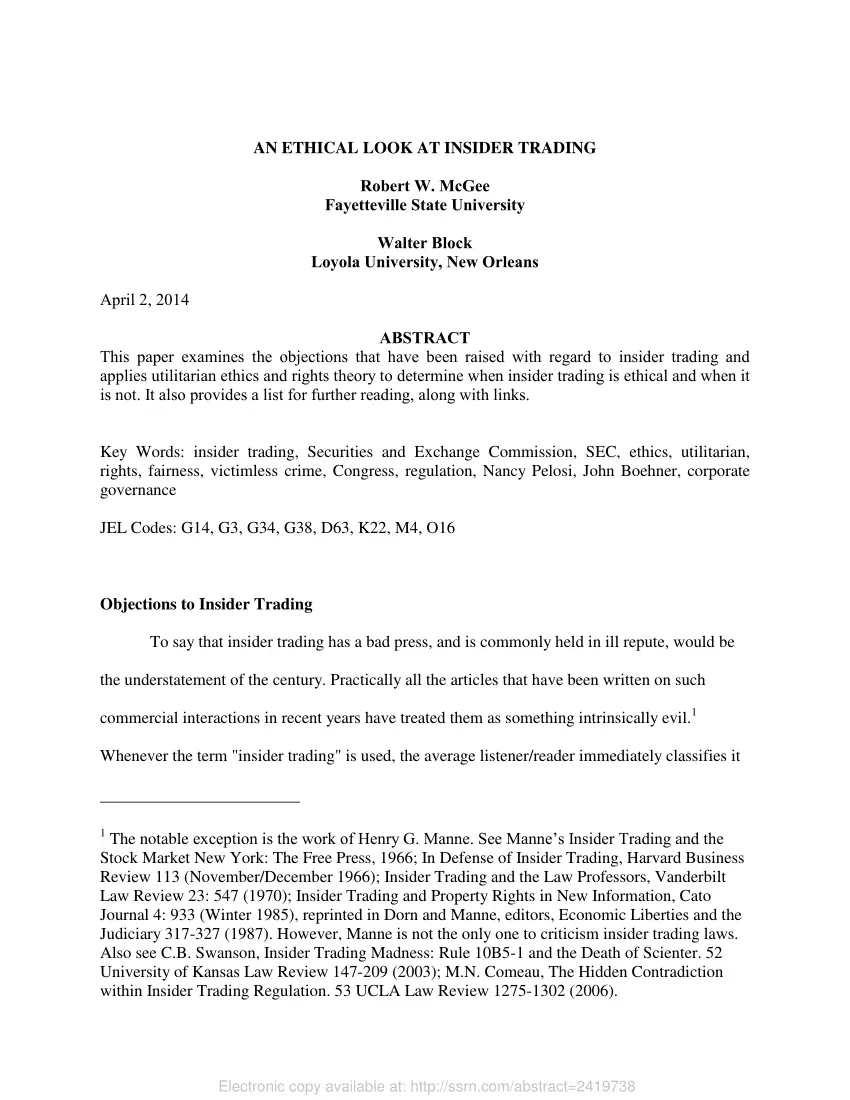 AN ETHICAL LOOK AT INSIDER TRADING
Robert W. McGee
Fayetteville State University
Walter Block
Loyola University, New Orleans
April 2, 2014
ABSTRACT
This paper examines the objections that have been raised with regard to insider trading and
applies utilitarian ethics and rights theory to determine when insider trading is ethical and when it
is not. It also provides a list for further reading, along with links.
Key Words: insider trading, Securities and Exchange Commission, SEC, ethics, utilitarian,
rights, fairness, victimless crime, Congress, regulation, Nancy Pelosi, John Boehner, corporate
governance
JEL Codes: G14, G3, G34, G38, D63, K22, M4, O16
Objections to Insider Trading
To say that insider trading has a bad press, and is commonly held in ill repute, would be
the understatement of the century. Practically all the articles that have been written on such
commercial interactions in recent years have treated them as something intrinsically evil.1
Whenever the term "insider trading" is used, the average listener/reader immediately classifies it
1 The notable exception is the work of Henry G. Manne. See Manne’s Insider Trading and the
Stock Market New York: The Free Press, 1966; In Defense of Insider Trading, Harvard Business
Review 113 (November/December 1966); Insider Trading and the Law Professors, Vanderbilt
Law Review 23: 547 (1970); Insider Trading and Property Rights in New Information, Cato
Journal 4: 933 (Winter 1985), reprinted in Dorn and Manne, editors, Economic Liberties and the
Judiciary 317-327 (1987). However, Manne is not the only one to criticism insider trading laws.
Also see C.B. Swanson, Insider Trading Madness: Rule 10B5-1 and the Death of Scienter. 52
University of Kansas Law Review 147-209 (2003); M.N. Comeau, The Hidden Contradiction
within Insider Trading Regulation. 53 UCLA Law Review 1275-1302 (2006).
Electronic copy available at: http://ssrn.com/abstract=2419738